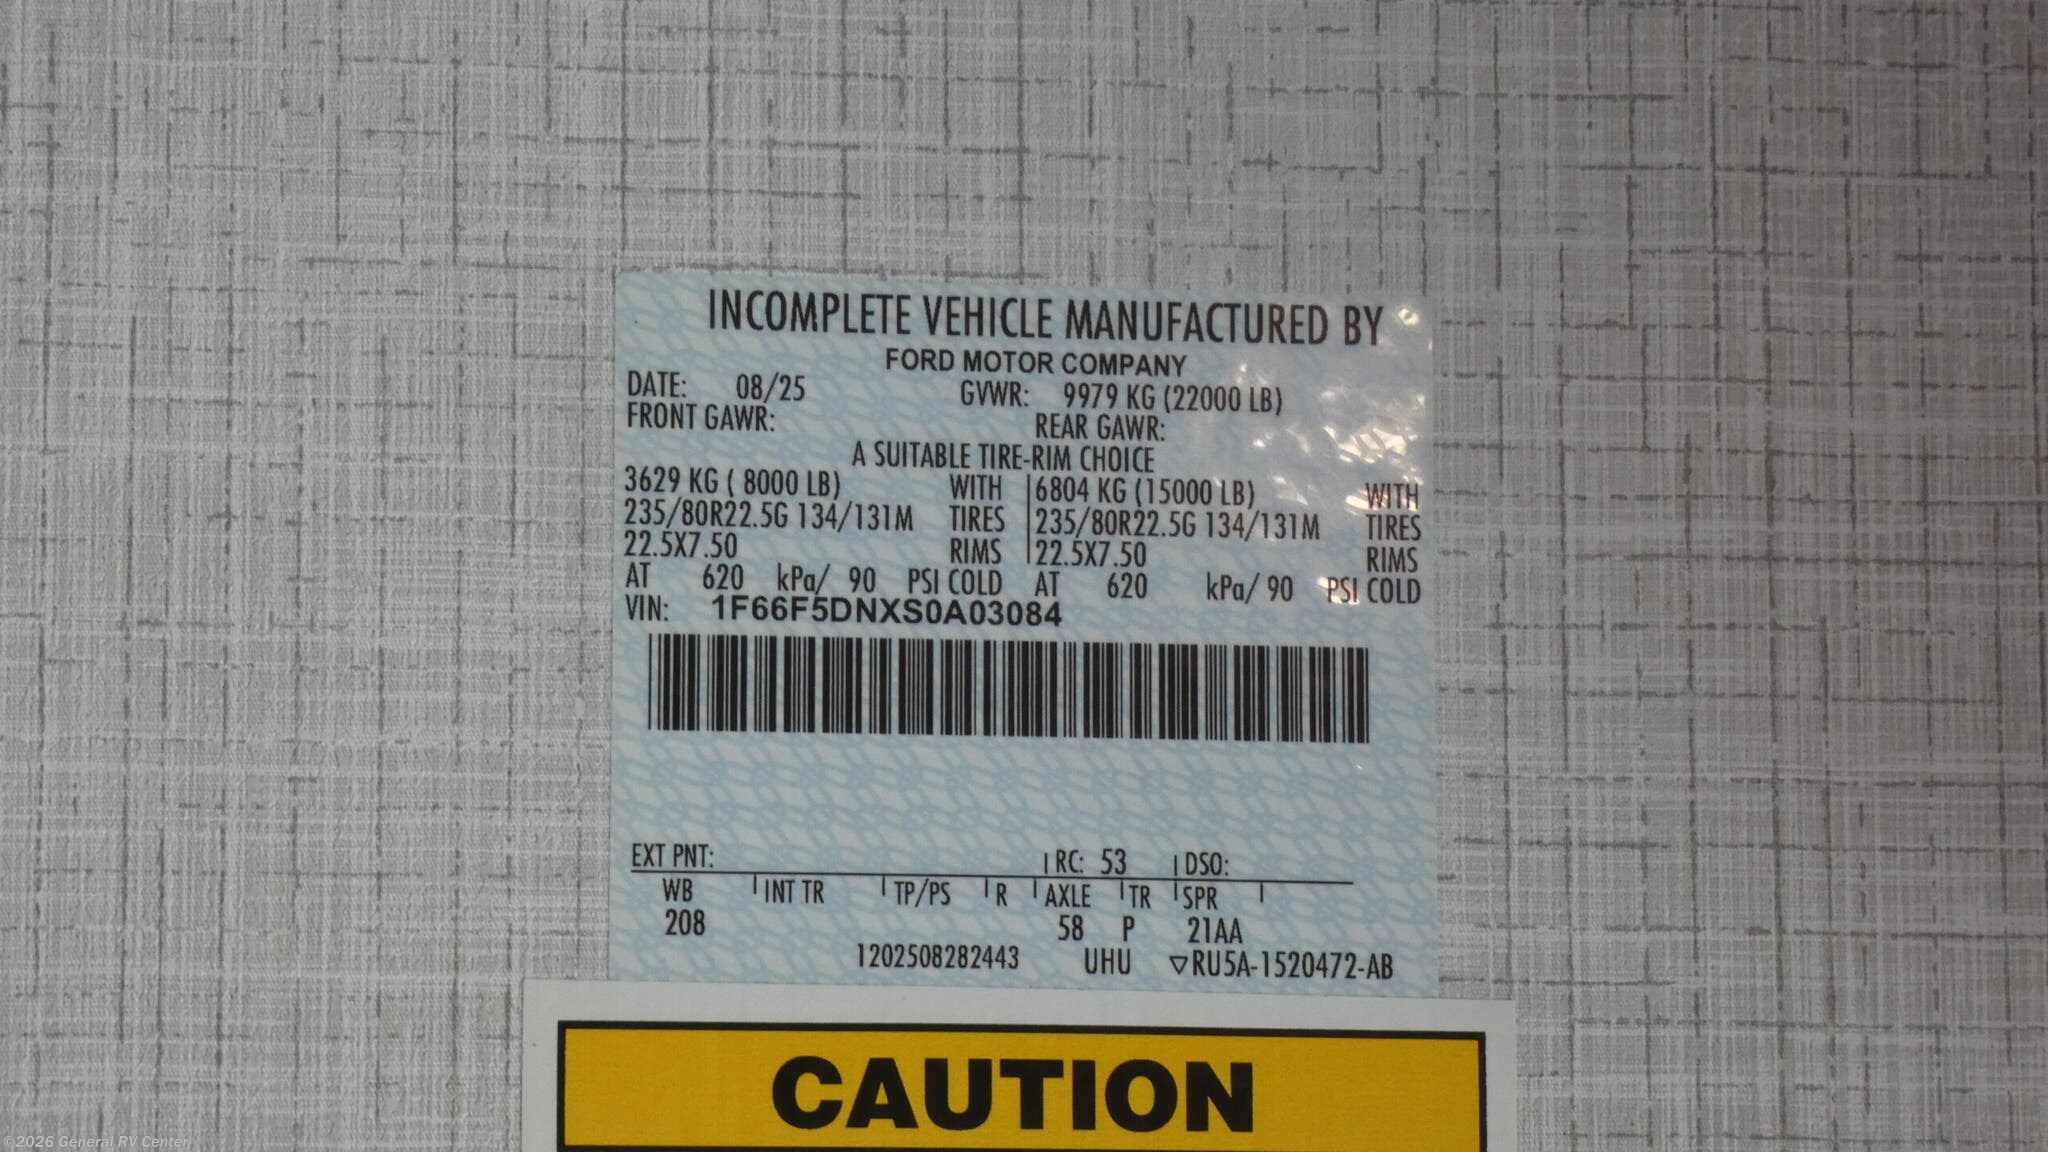 INCOMPLETE VEHICLE MANUFACTURED BY
FORD MOTOR COMPANY
DATE: 08/25 GVWR: 9979 KG (22000 LB)
FRONT GAWR: REAR GAWR:
A SUITABLE TIRE-RIM CHOICE
3629 KG ( 8000 LB) WITH 6804 KG (15000 LB) WITH
235/80R22.5G 134/131M TIRES 235/80R22.5G 134/131M TIRES
22.5X7.50 RIMS 22.5X7.50 RIMS
AT 620 kPa/ 90 PSI COLD AT 620 kPa/ 90 PSI COLD
VIN: 1F66F5DNXS0A03084
EXT PNT: RC: 53 DSO:
WB INT TR TP/PS R AXLE TR SPR
208 58 P 21AA
1202508282443 UHU ▽RU5A-1520472-AB
CAUTION
©2026 General RV Center